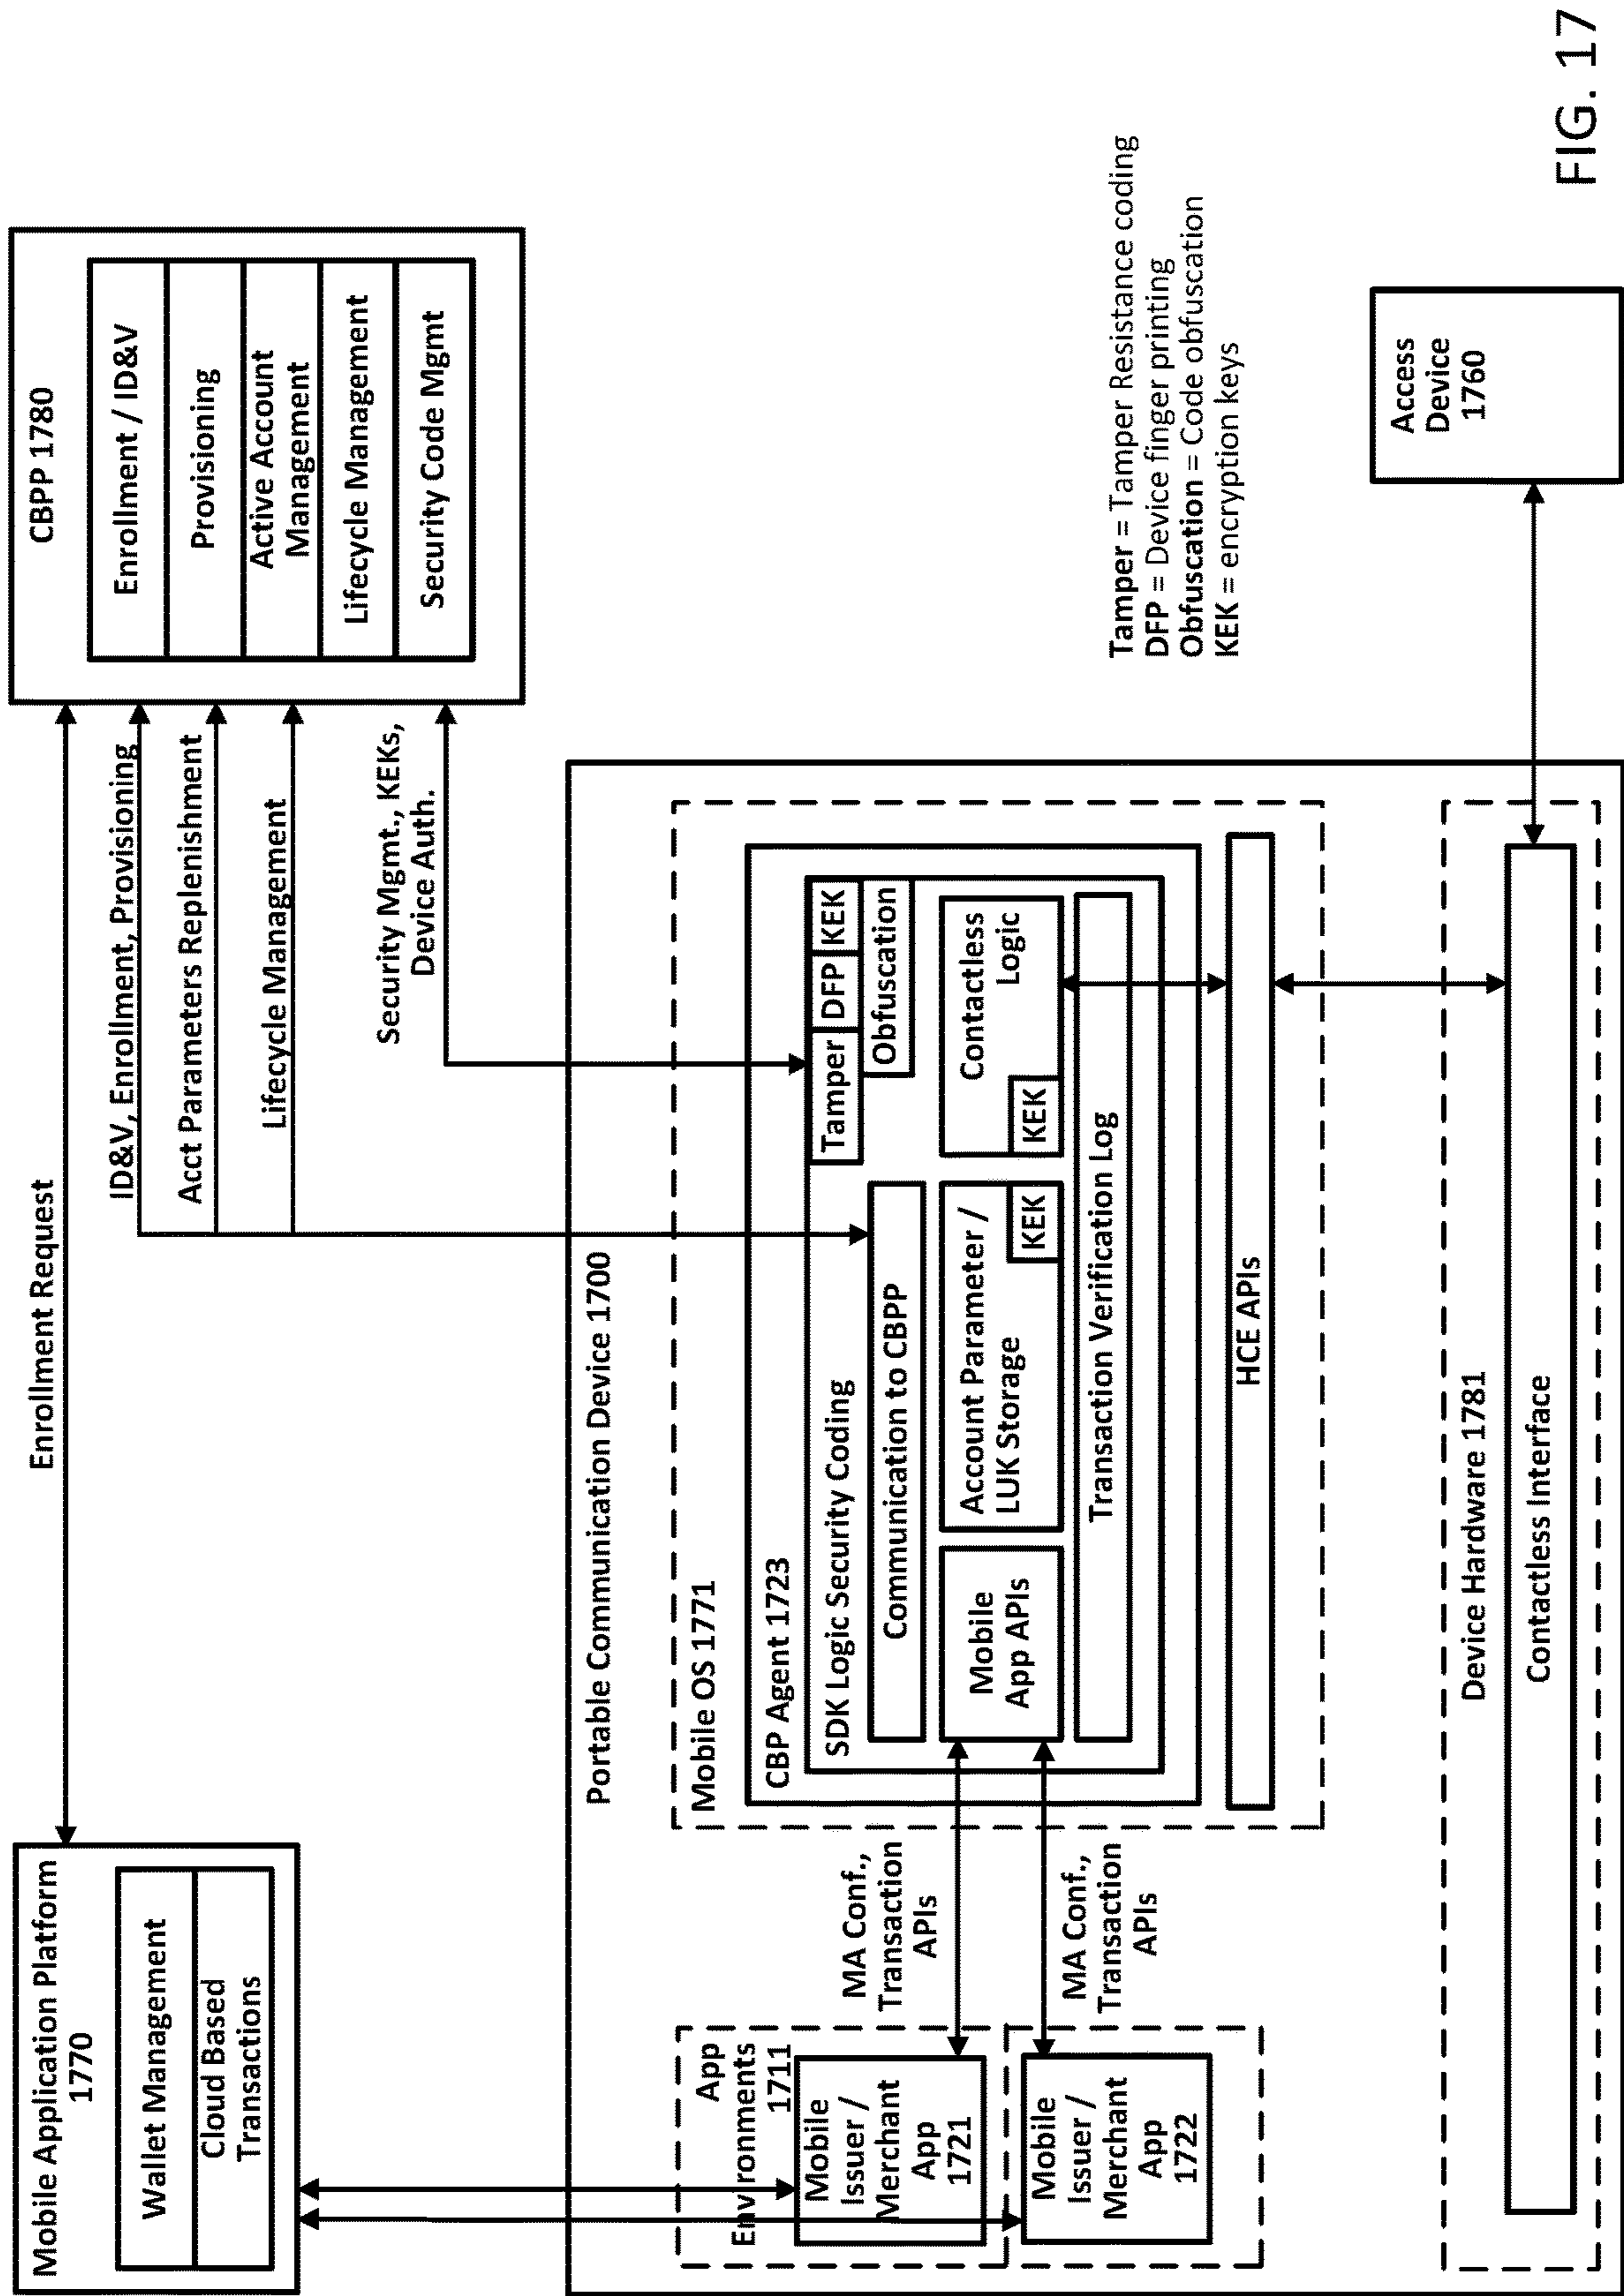 Mobile Application Platform
1770
Wallet Management
Cloud Based
Transactions
Enrollment Request
CBPP 1780
Enrollment / ID&V
Provisioning
Active Account
Management
Lifecycle Management
Security Code Mgmt
ID&V, Enrollment, Provisioning
Acct Parameters Replenishment
Lifecycle Management
Security Mgmt., KEKs,
Device Auth.
Portable Communication Device 1700
App
Environments
1711
Mobile
Issuer /
Merchant
App
1721
Mobile
Issuer /
Merchant
App
1722
MA Conf.,
Transaction
APIs
MA Conf.,
Transaction
APIs
Mobile OS 1771
CBP Agent 1723
SDK Logic Security Coding
Tamper
DFP
KEK
Obfuscation
Communication to CBPP
Mobile
App APIs
Account Parameter /
LUK Storage
KEK
Contactless
Logic
KEK
Transaction Verification Log
HCE APIs
Device Hardware 1781
Contactless Interface
Tamper = Tamper Resistance coding
DFP = Device finger printing
Obfuscation = Code obfuscation
KEK = encryption keys
Access
Device
1760
FIG. 17